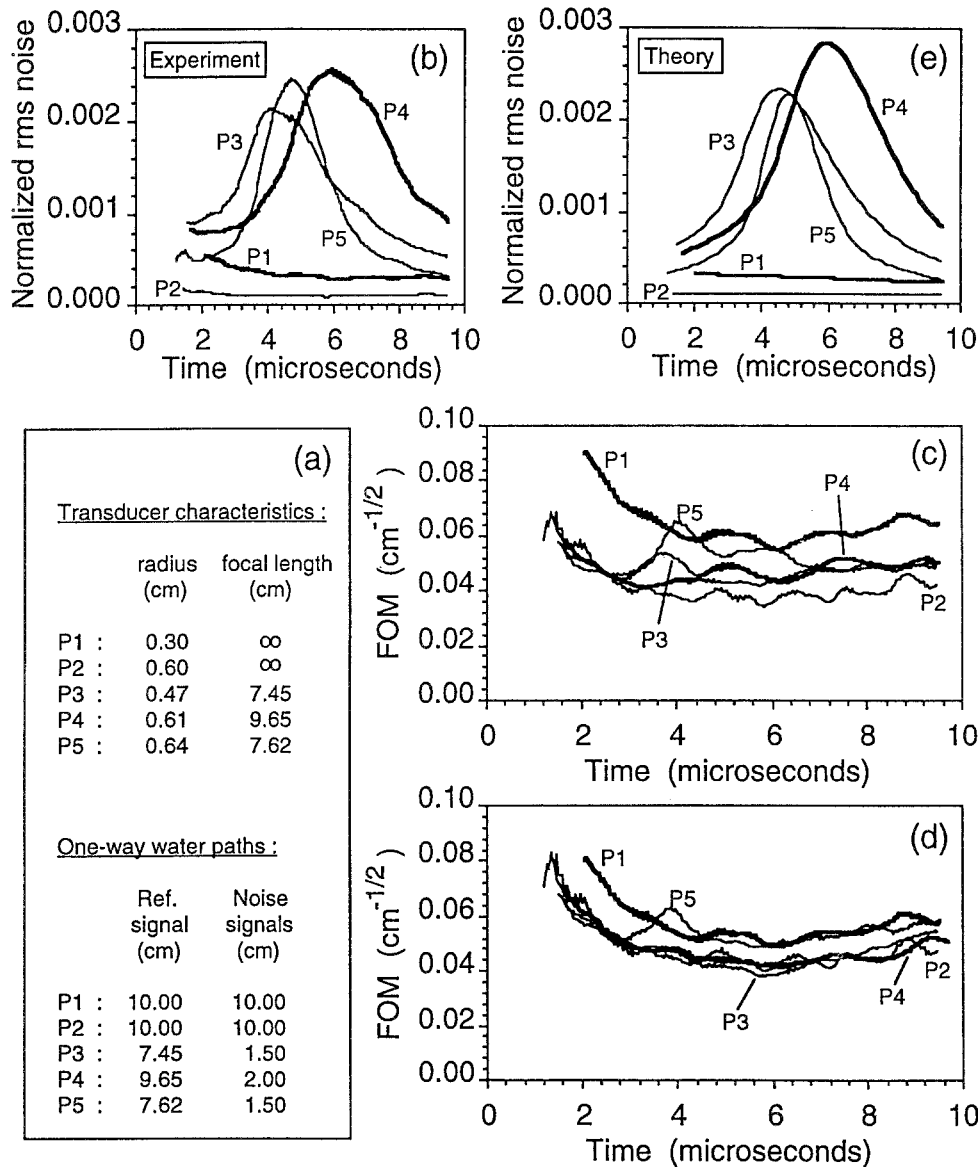 Normalized rms noise
0.003
0.002
0.001
0.000
Experiment
(b)
P4
P3
P5
P1
P2
0 2 4 6 8 10
Time (microseconds)
Normalized rms noise
0.003
0.002
0.001
0.000
Theory
(e)
P4
P3
P5
P1
P2
0 2 4 6 8 10
Time (microseconds)
(a)
Transducer characteristics :
radius focal length
(cm) (cm)
P1 : 0.30 ∞
P2 : 0.60 ∞
P3 : 0.47 7.45
P4 : 0.61 9.65
P5 : 0.64 7.62
One-way water paths :
Ref. Noise
signal signals
(cm) (cm)
P1 : 10.00 10.00
P2 : 10.00 10.00
P3 : 7.45 1.50
P4 : 9.65 2.00
P5 : 7.62 1.50
FOM (cm-1/2)
0.10
0.08
0.06
0.04
0.02
0.00
(c)
P1
P5
P4
P3
P2
0 2 4 6 8 10
Time (microseconds)
FOM (cm-1/2)
0.10
0.08
0.06
0.04
0.02
0.00
(d)
P1
P5
P3
P4
P2
0 2 4 6 8 10
Time (microseconds)